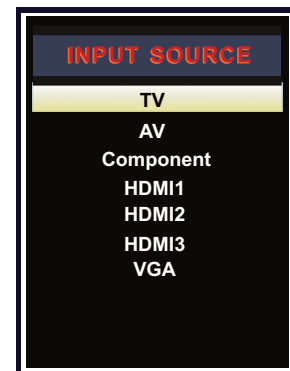 INPUT SOURCE
TV
AV
Component
HDMI1
HDMI2
HDMI3
VGA